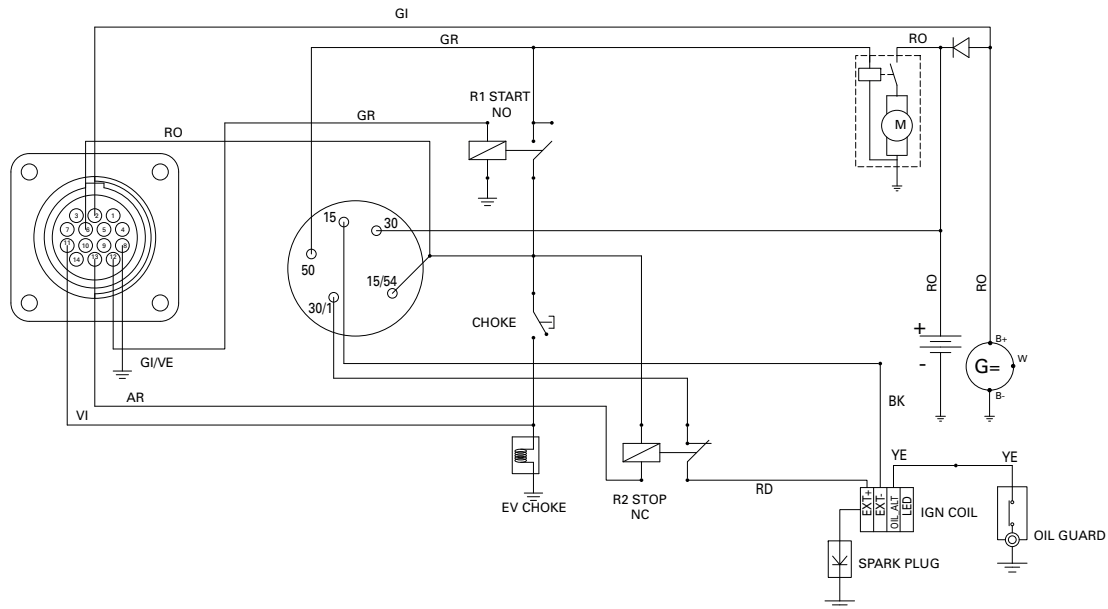 GI
GR
RO
R1 START
NO
GR
RO
M
3 2 1
7 6 5 4
11 10 9 8
14 13 12
15
30
50
15/54
30/1
RO
RO
CHOKE
+
-
B+
G=
W
B-
GI/VE
AR
BK
VI
YE
YE
R2 STOP
NC
RD
EV CHOKE
EXT+
EXT-
OIL ALT
LED
IGN COIL
OIL GUARD
SPARK PLUG